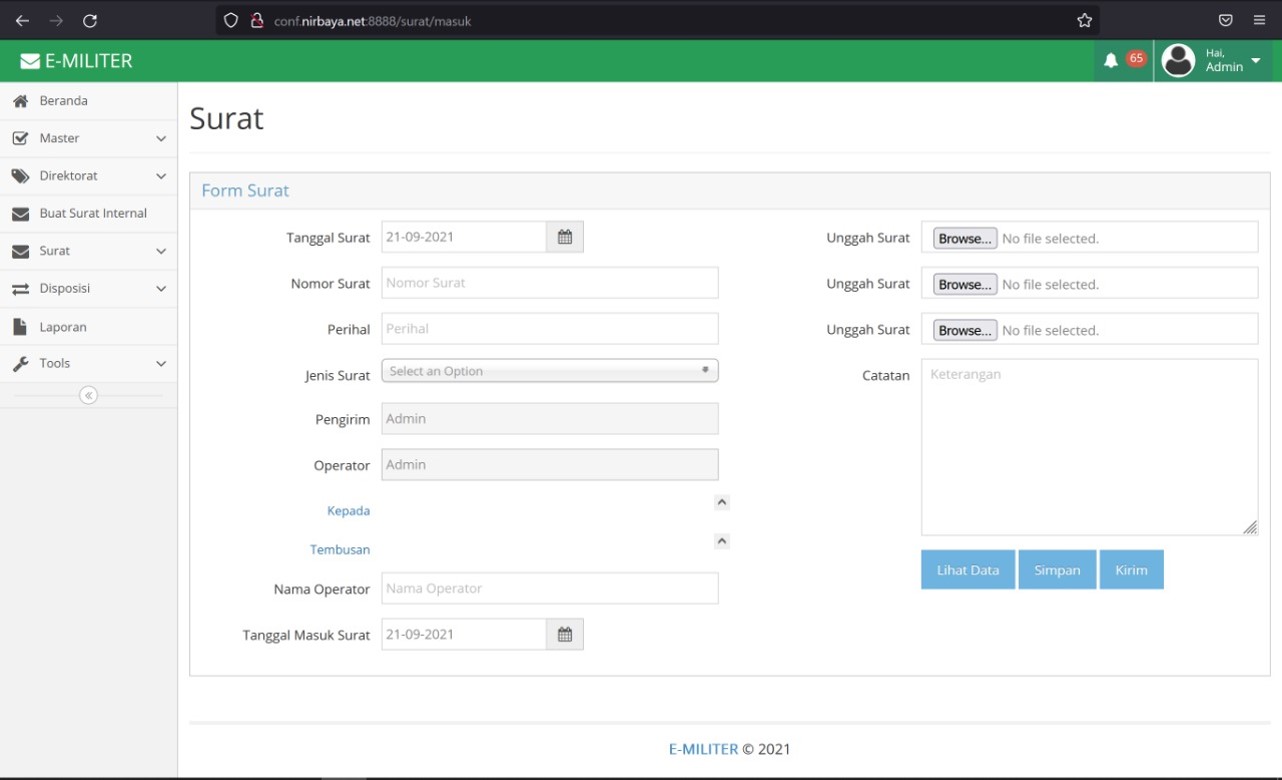 conf.nirbaya.net:8888/surat/masuk
E-MILITER
65
Hai,
Admin
Beranda
Master
Direktorat
Buat Surat Internal
Surat
Disposisi
Laporan
Tools
Surat
Form Surat
Tanggal Surat 21-09-2021
Nomor Surat Nomor Surat
Perihal Perihal
Jenis Surat Select an Option
Pengirim Admin
Operator Admin
Kepada
Tembusan
Nama Operator Nama Operator
Tanggal Masuk Surat 21-09-2021
Unggah Surat Browse... No file selected.
Unggah Surat Browse... No file selected.
Unggah Surat Browse... No file selected.
Catatan Keterangan
Lihat Data Simpan Kirim
E-MILITER © 2021